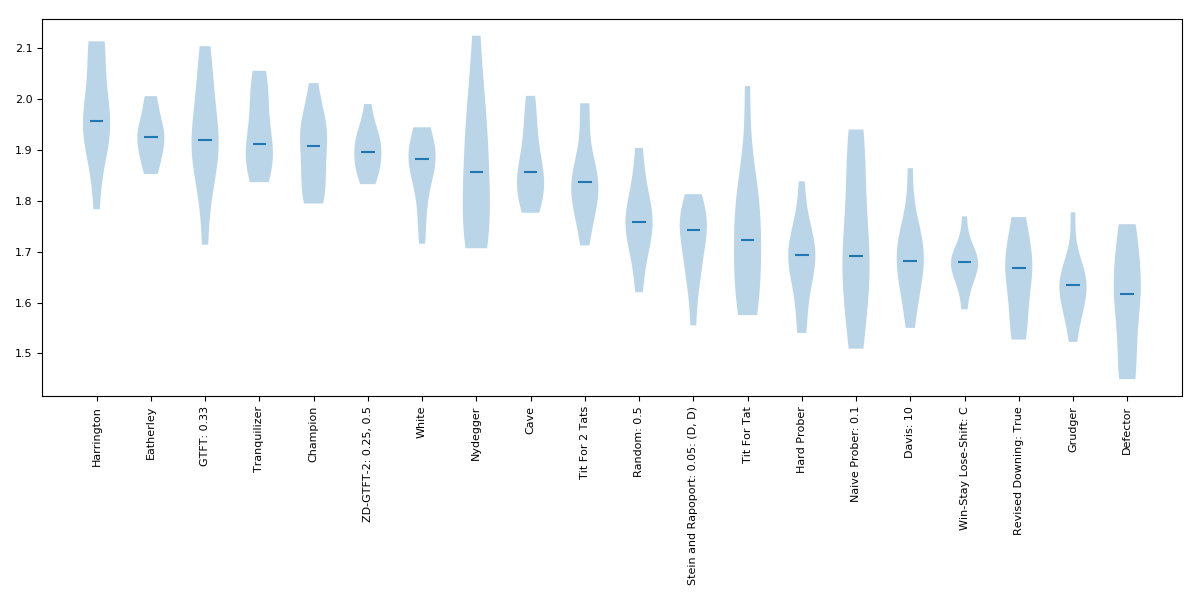 2.1
2.0
1.9
1.8
1.7
1.6
1.5
Harrington
Eatherley
GTFT: 0.33
Tranquilizer
Champion
ZD-GTFT-2: 0.25, 0.5
White
Nydegger
Cave
Tit For 2 Tats
Random: 0.5
Stein and Rapoport: 0.05: (D, D)
Tit For Tat
Hard Prober
Naive Prober: 0.1
Davis: 10
Win-Stay Lose-Shift: C
Revised Downing: True
Grudger
Defector